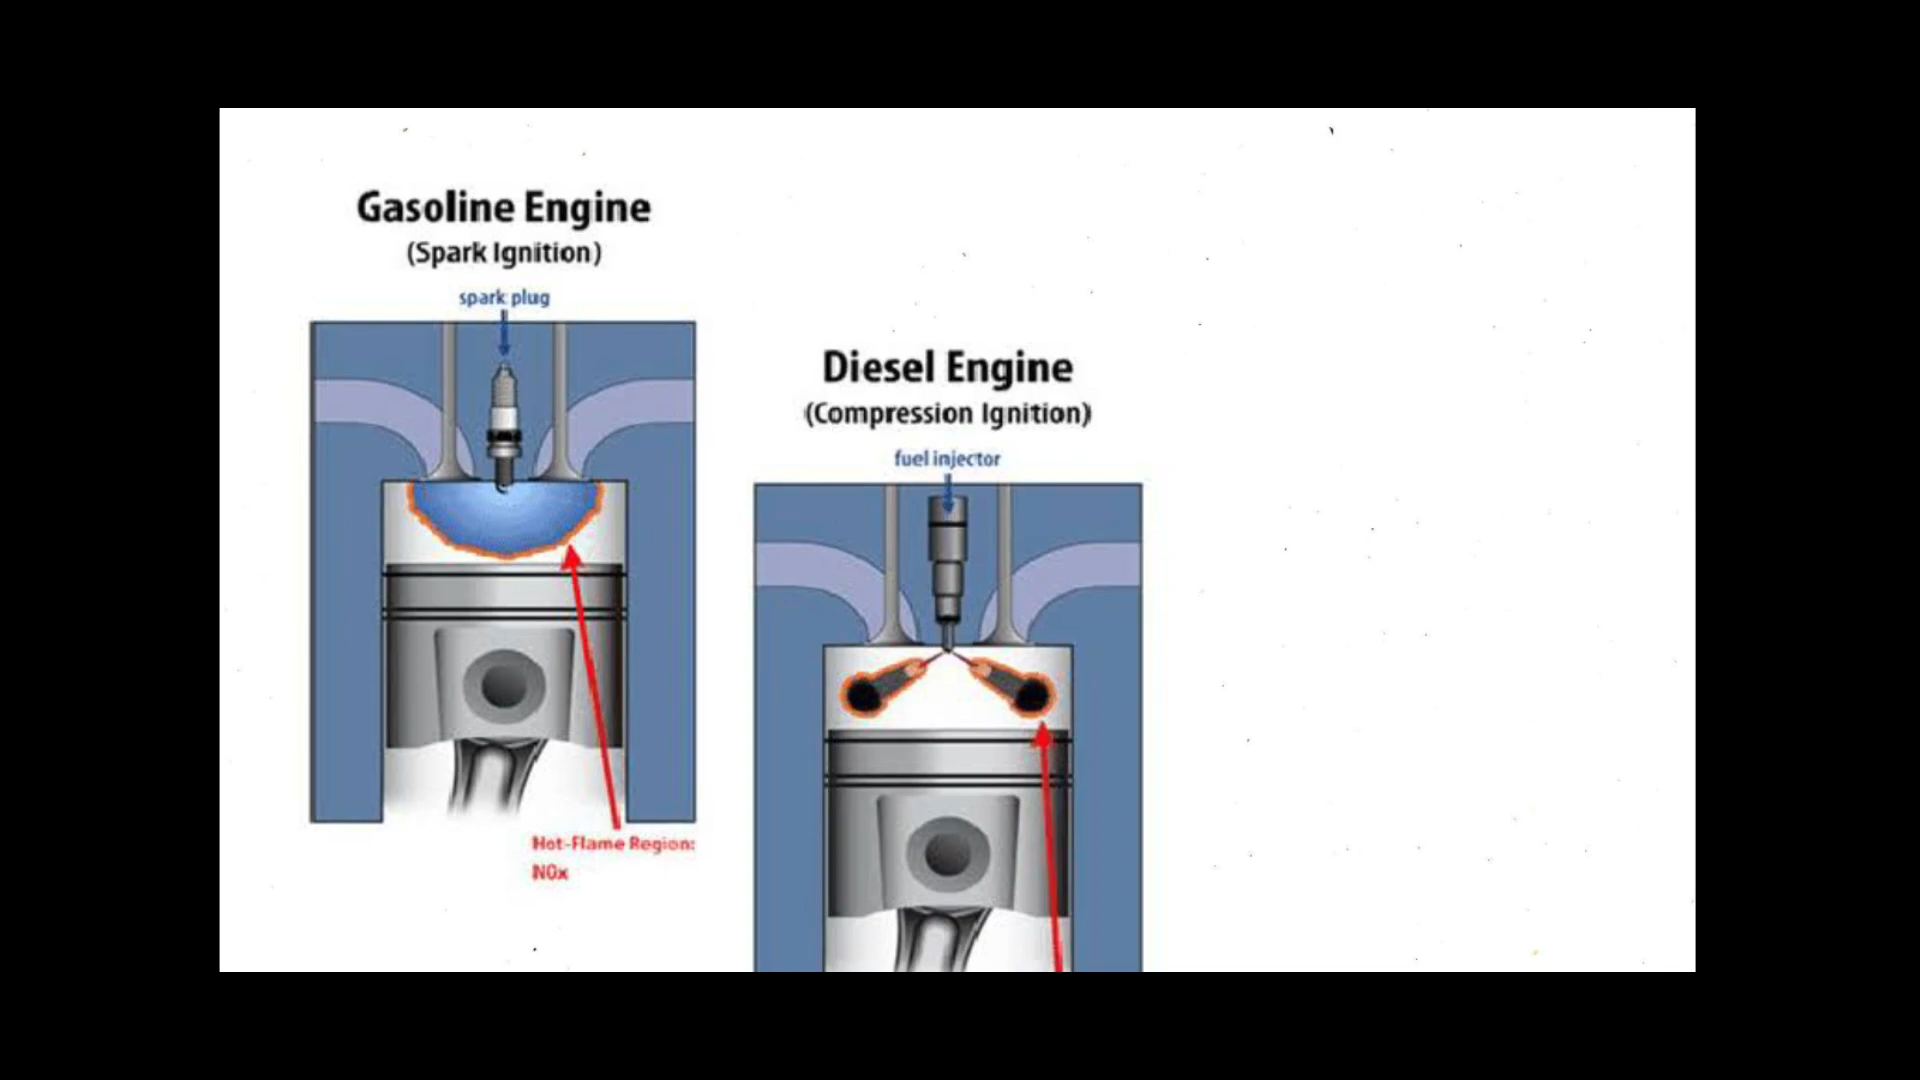 Gasoline Engine
(Spark Ignition)
spark plug
Hot-Flame Region:
NOx
Diesel Engine
(Compression Ignition)
fuel injector